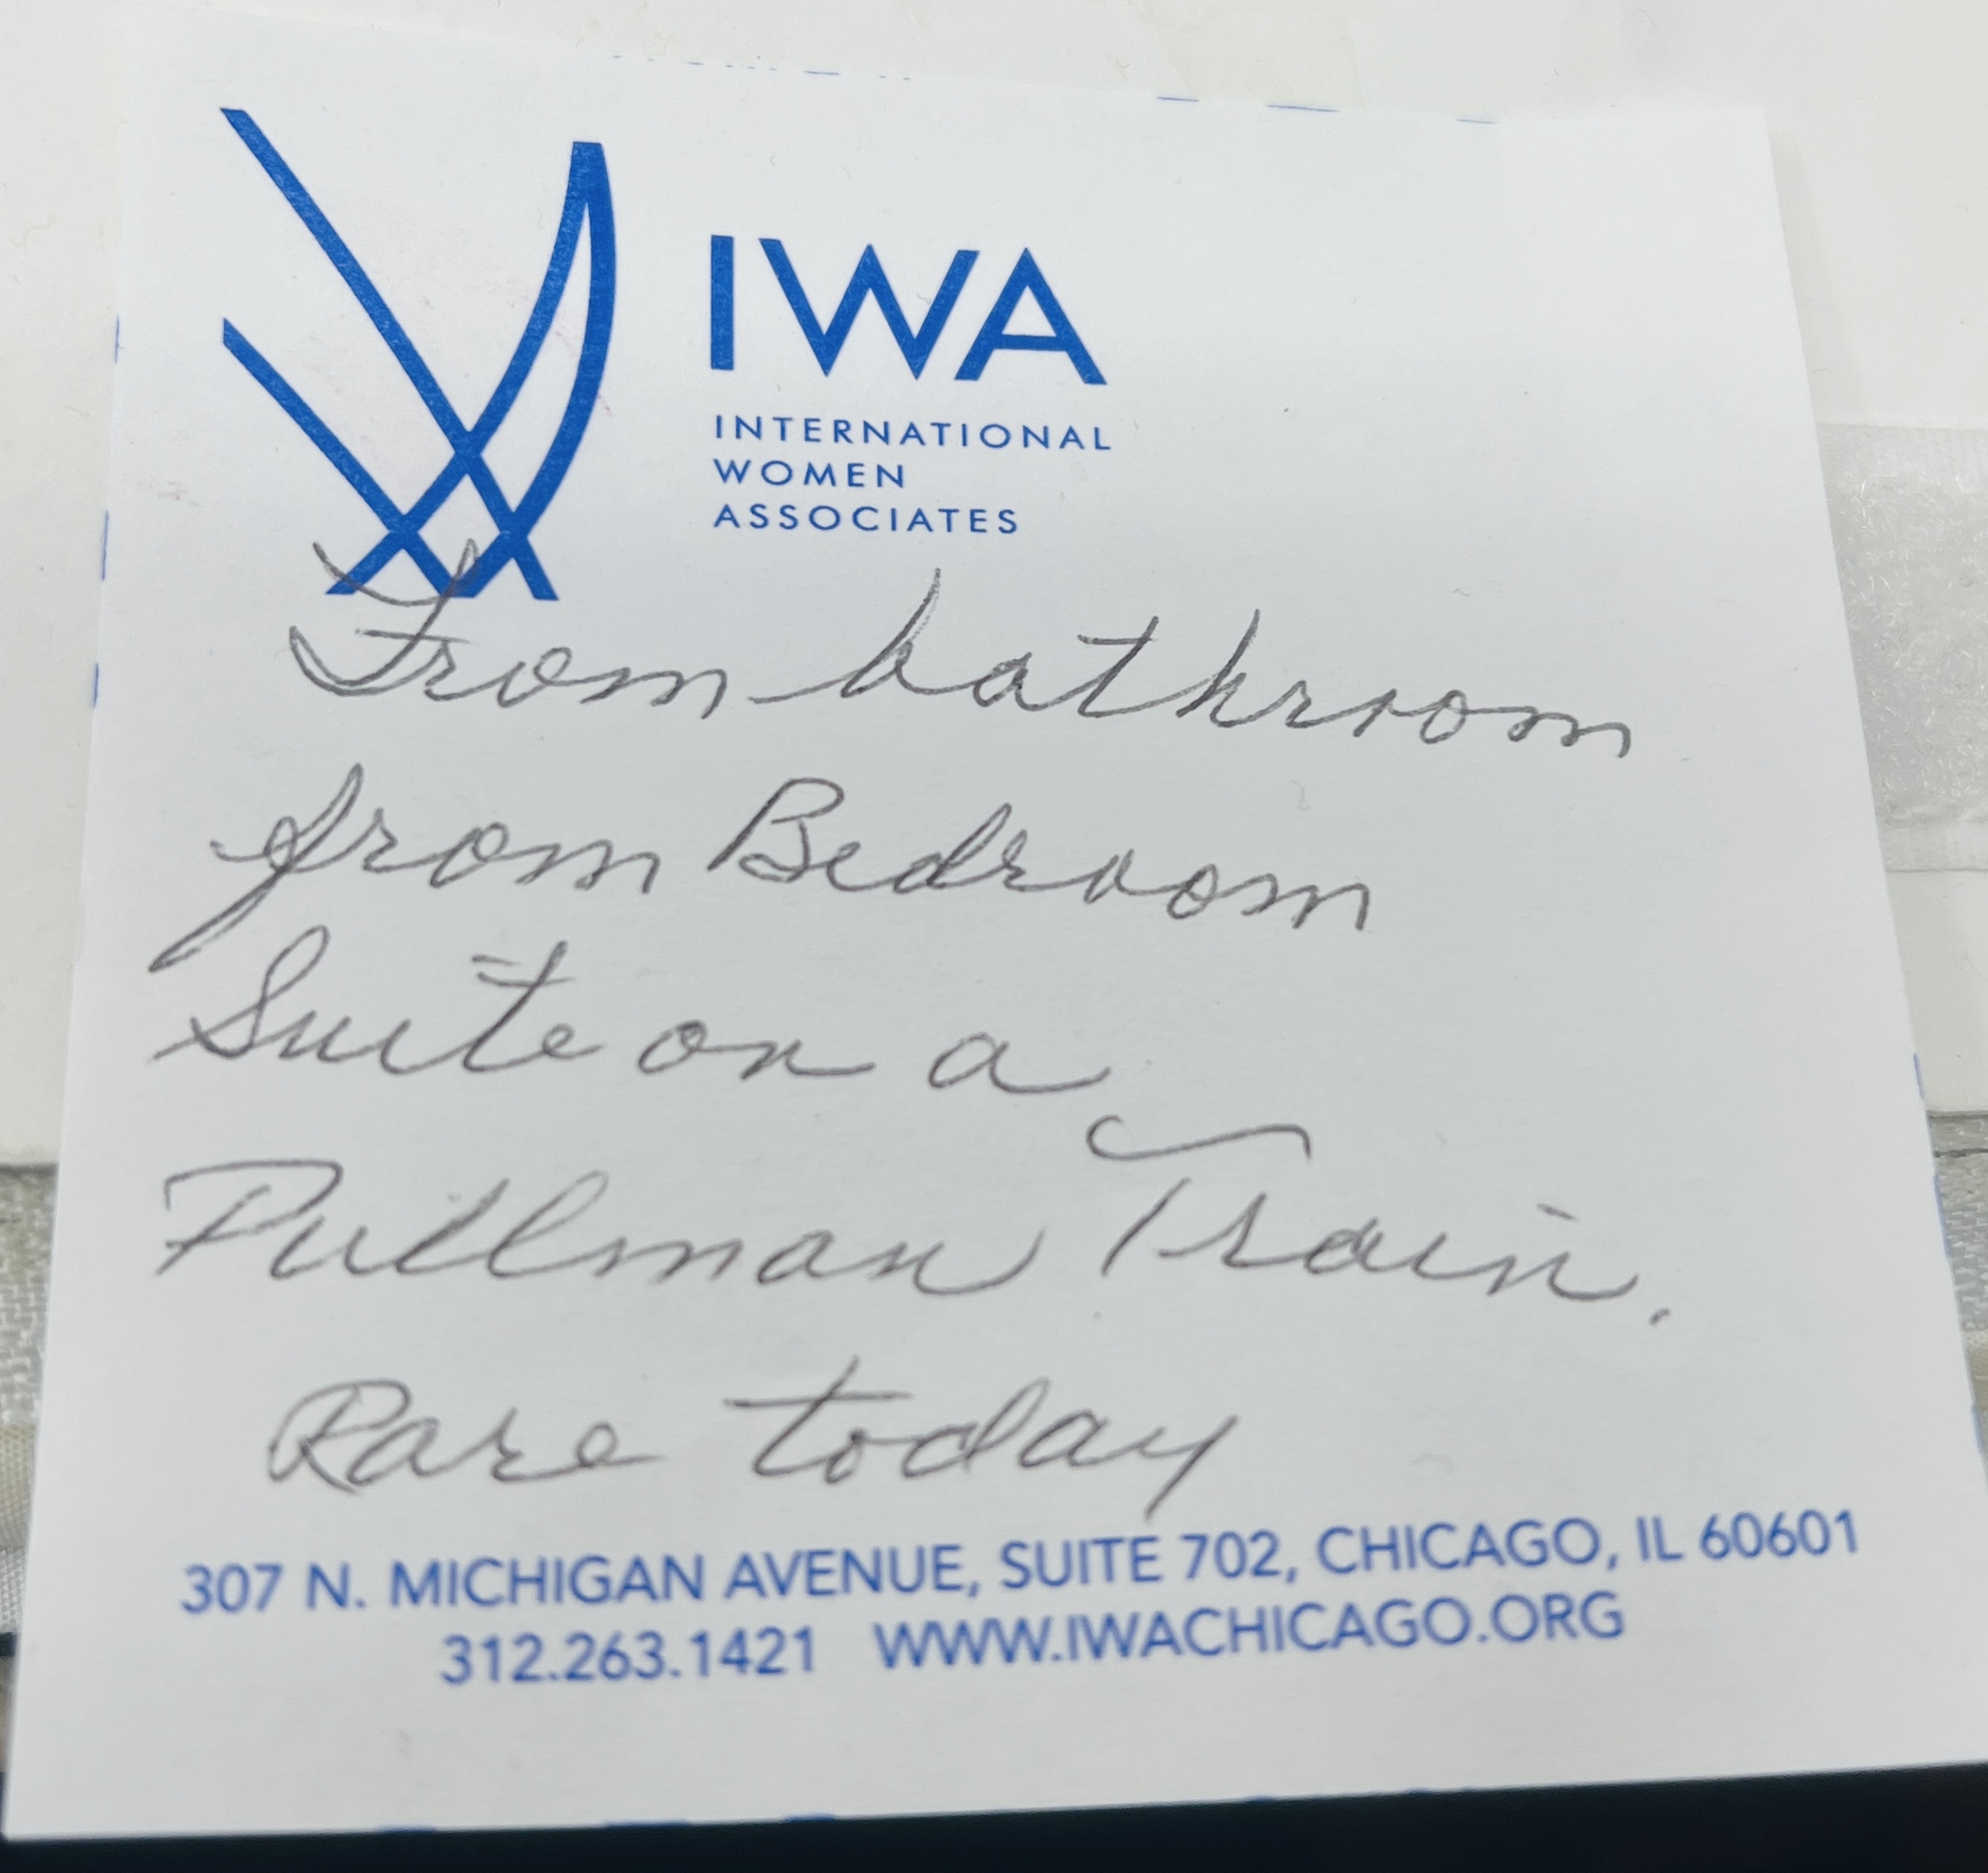 IWA
INTERNATIONAL
WOMEN
ASSOCIATES
From bathroom
from Bedroom
Suite on a
Pullman Train.
Rare today
307 N. MICHIGAN AVENUE, SUITE 702, CHICAGO, IL 60601
312.263.1421 WWW.IWACHICAGO.ORG